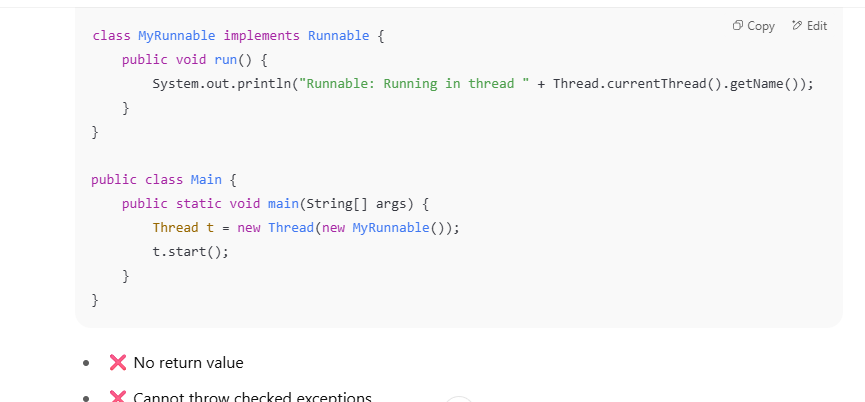 Copy Edit
class MyRunnable implements Runnable {
    public void run() {
        System.out.println("Runnable: Running in thread " + Thread.currentThread().getName());
    }
}

public class Main {
    public static void main(String[] args) {
        Thread t = new Thread(new MyRunnable());
        t.start();
    }
}
• ❌ No return value
• ❌ Cannot throw checked exceptions